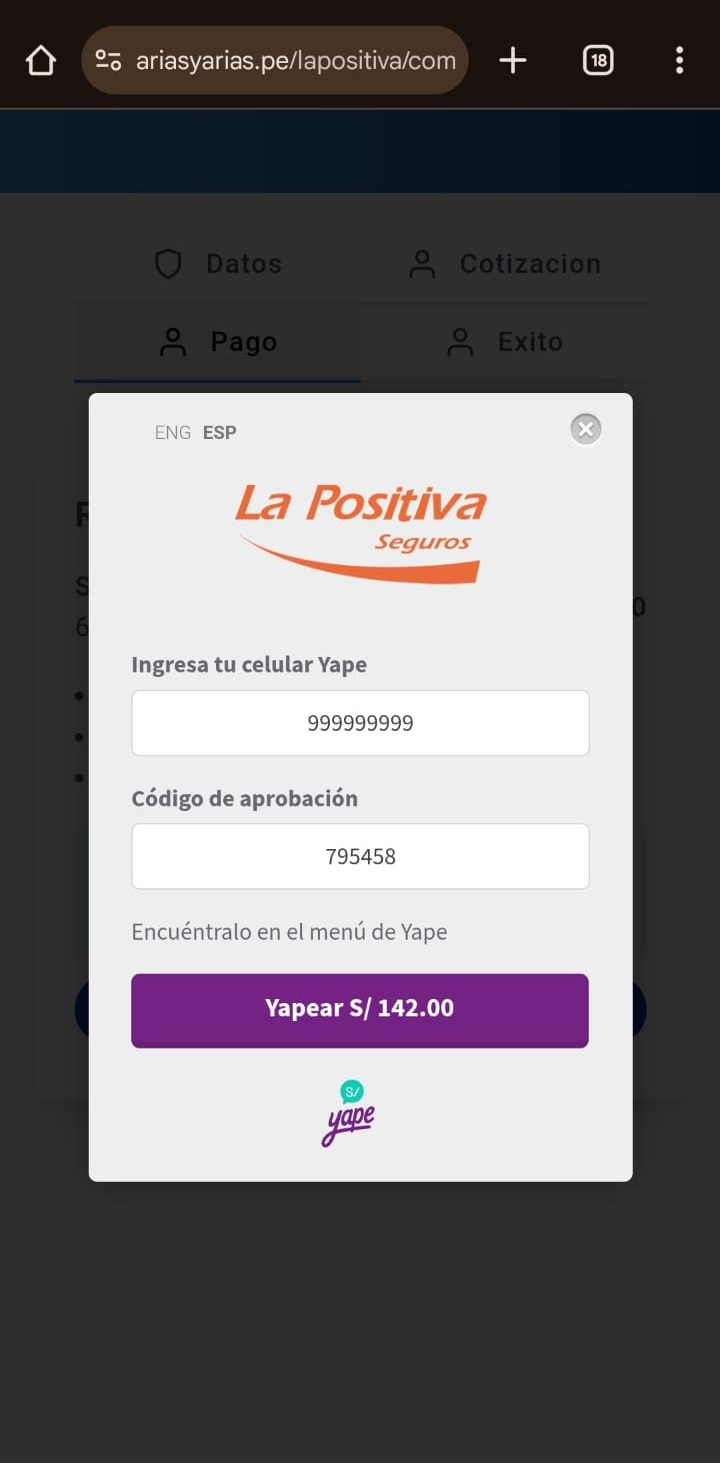 ariasyarias.pe/lapositiva/com
18
Datos
Cotizacion
Pago
Exito
ENG ESP
La Positiva
Seguros
Ingresa tu celular Yape
999999999
Código de aprobación
795458
Encuéntralo en el menú de Yape
Yapear S/ 142.00
S/
yape